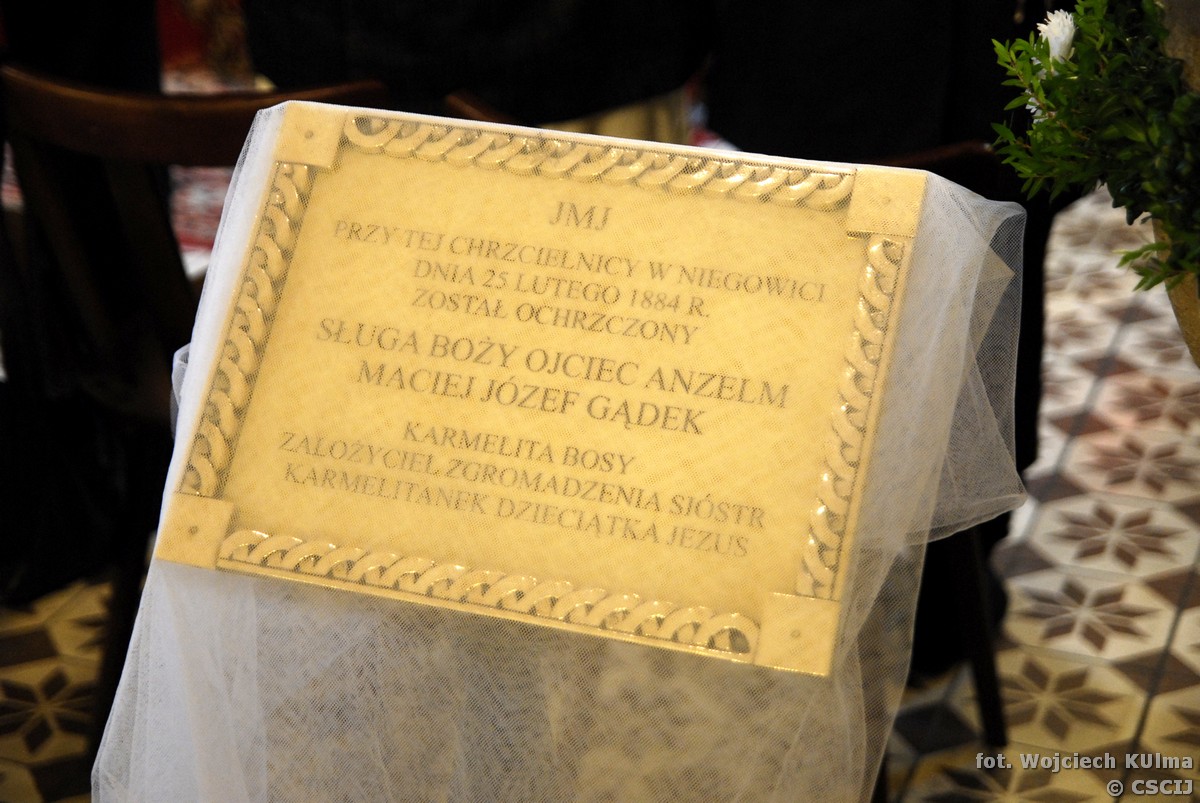 JMJ
PRZY TEJ CHRZCIELNICY W NIEGOWICI
DNIA 25 LUTEGO 1884 R.
ZOSTAŁ OCHRZCZONY
SŁUGA BOŻY OJCIEC ANZELM
MACIEJ JÓZEF GĄDEK
KARMELITA BOSY
ZAŁOŻYCIEL ZGROMADZENIA SIÓSTR
KARMELITANEK DZIECIĄTKA JEZUS
fot. Wojciech KUlma
© CSCIJ